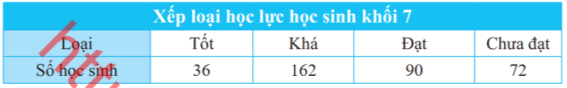 Xếp loại học lực học sinh khối 7
Loại Tốt Khá Đạt Chưa đạt
Số học sinh 36 162 90 72